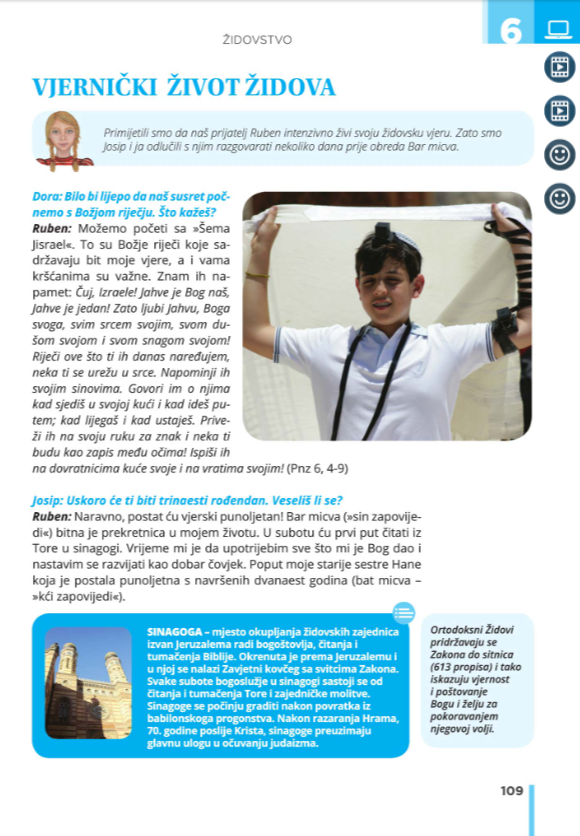 ŽIDOVSTVO
6
VJERNIČKI ŽIVOT ŽIDOVA
Primijetili smo da naš prijatelj Ruben intenzivno živi svoju židovsku vjeru. Zato smo
Josip i ja odlučili s njim razgovarati nekoliko dana prije obreda Bar micva.
Dora: Bilo bi lijepo da naš susret poč-
nemo s Božjom riječju. Što kažeš?
Ruben: Možemo početi sa »Šema
Jisrael«. To su Božje riječi koje sa-
državaju bit moje vjere, a i vama
kršćanima su važne. Znam ih na-
pamet: Čuj, Izraele! Jahve je Bog naš,
Jahve je jedan! Zato ljubi Jahvu, Boga
svoga, svim srcem svojim, svom du-
šom svojom i svom snagom svojom!
Riječi ove što ti ih danas naređujem,
neka ti se urežu u srce. Napominji ih
svojim sinovima. Govori im o njima
kad sjediš u svojoj kući i kad ideš pu-
tem; kad liježeš i kad ustaješ. Prive-
ži ih na svoju ruku za znak i neka ti
budu kao zapis među očima! Ispiši ih
na dovratnicima kuće svoje i na vratima svojim! (Pnz 6, 4-9)
Josip: Uskoro će ti biti trinaesti rođendan. Veseliš li se?
Ruben: Naravno, postat ću vjerski punoljetan! Bar micva (»sin zapovije-
di«) bitna je prekretnica u mojem životu. U subotu ću prvi put čitati iz
Tore u sinagogi. Vrijeme mi je da upotrijebim sve što mi je Bog dao i
nastavim se razvijati kao dobar čovjek. Poput moje starije sestre Hane
koja je postala punoljetna s navršenih dvanaest godina (bat micva –
»kći zapovijedi«).
SINAGOGA – mjesto okupljanja židovskih zajednica
izvan Jeruzalema radi bogoštovlja, čitanja i
tumačenja Biblije. Okrenuta je prema Jeruzalemu i
u njoj se nalazi Zavjetni kovčeg sa svitcima Zakona.
Svake subote bogoslužje u sinagogi sastoji se od
čitanja i tumačenja Tore i zajedničke molitve.
Sinagoge se počinju graditi nakon povratka iz
babilonskoga progonstva. Nakon razaranja Hrama,
70. godine poslije Krista, sinagoge preuzimaju
glavnu ulogu u očuvanju judaizma.
Ortodoksni Židovi
pridržavaju se
Zakona do sitnica
(613 propisa) i tako
iskazuju vjernost
i poštovanje
Bogu i želju za
pokoravanjem
njegovoj volji.
109